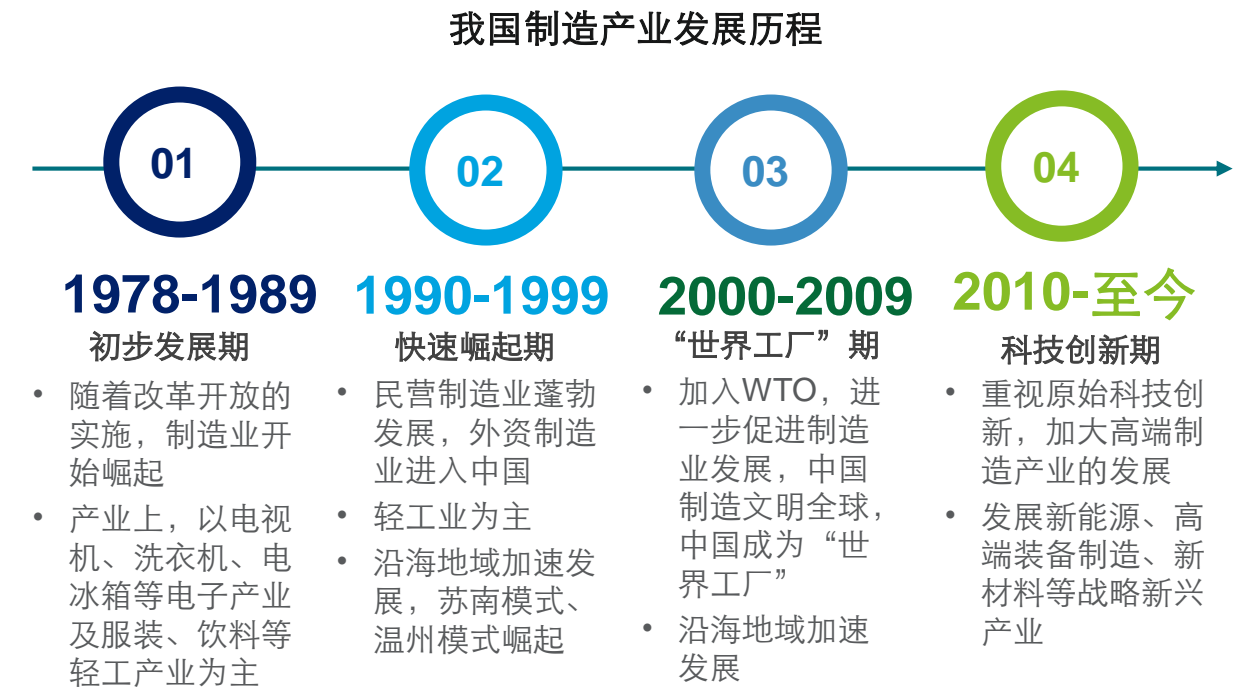 我国制造产业发展历程
01
02
03
04
1978-1989
初步发展期
• 随着改革开放的
实施，制造业开
始崛起
• 产业上，以电视
机、洗衣机、电
冰箱等电子产业
及服装、饮料等
轻工产业为主
1990-1999
快速崛起期
• 民营制造业蓬勃
发展，外资制造
业进入中国
• 轻工业为主
• 沿海地域加速发
展，苏南模式、
温州模式崛起
2000-2009
“世界工厂”期
• 加入WTO，进
一步促进制造
业发展，中国
制造文明全球，
中国成为“世
界工厂”
• 沿海地域加速
发展
2010-至今
科技创新期
• 重视原始科技创
新，加大高端制
造产业的发展
• 发展新能源、高
端装备制造、新
材料等战略新兴
产业